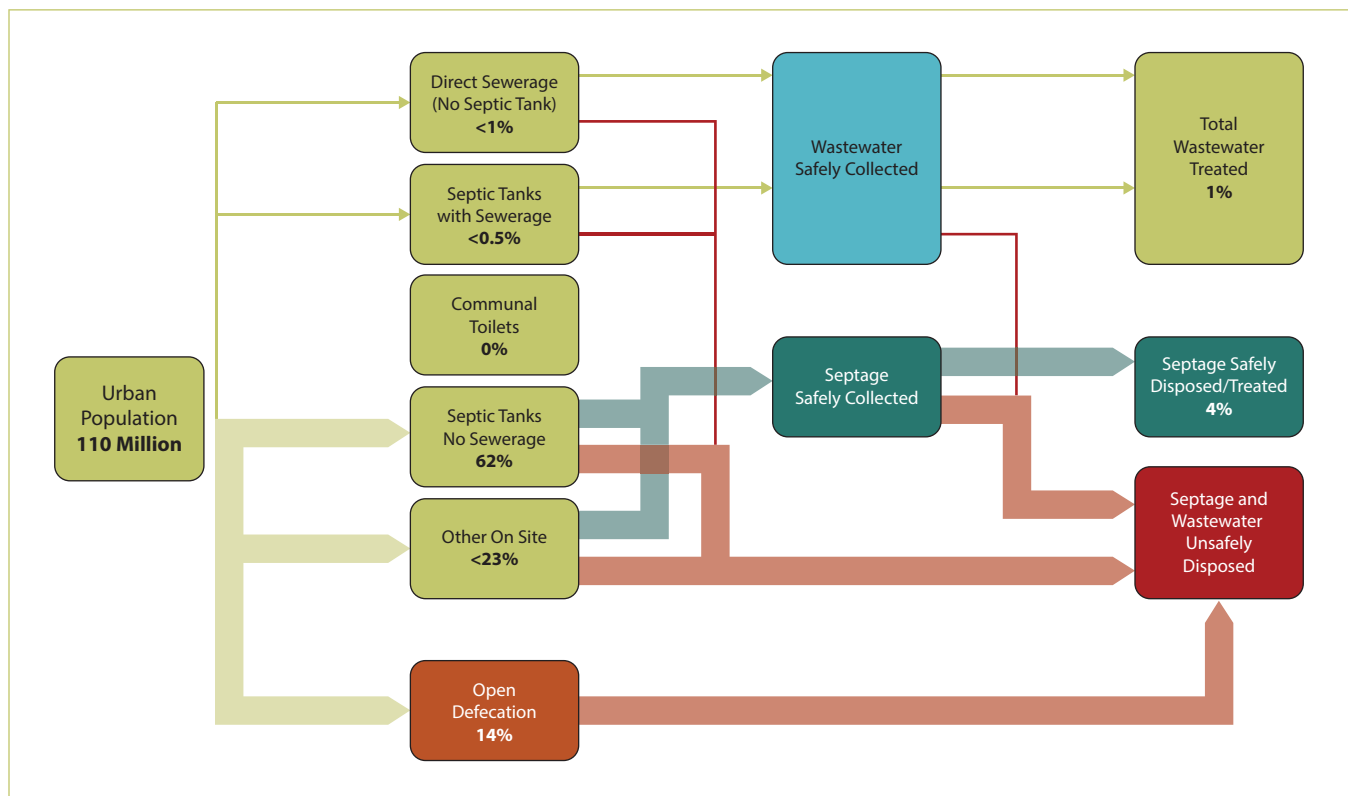 Urban
Population
110 Million
Direct Sewerage
(No Septic Tank)
<1%
Septic Tanks
with Sewerage
<0.5%
Communal
Toilets
0%
Septic Tanks
No Sewerage
62%
Other On Site
<23%
Open
Defecation
14%
Wastewater
Safely Collected
Septage
Safely Collected
Total
Wastewater
Treated
1%
Septage Safely
Disposed/Treated
4%
Septage and
Wastewater
Unsafely
Disposed